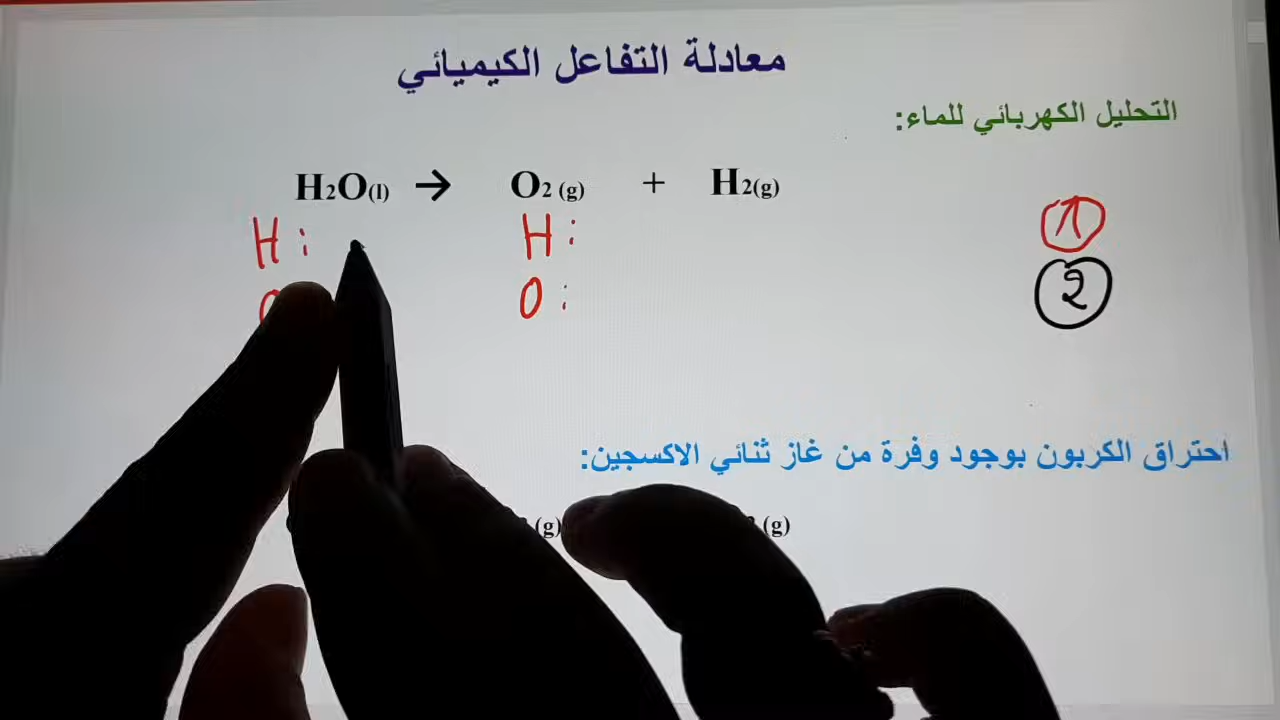 معادلة التفاعل الكيميائي
التحليل الكهربائي للماء:
H2O(l) → O2 (g) + H2(g)
H : H :
O O :
1
2
احتراق الكربون بوجود وفرة من غاز ثنائي الاكسجين:
(g) (g)